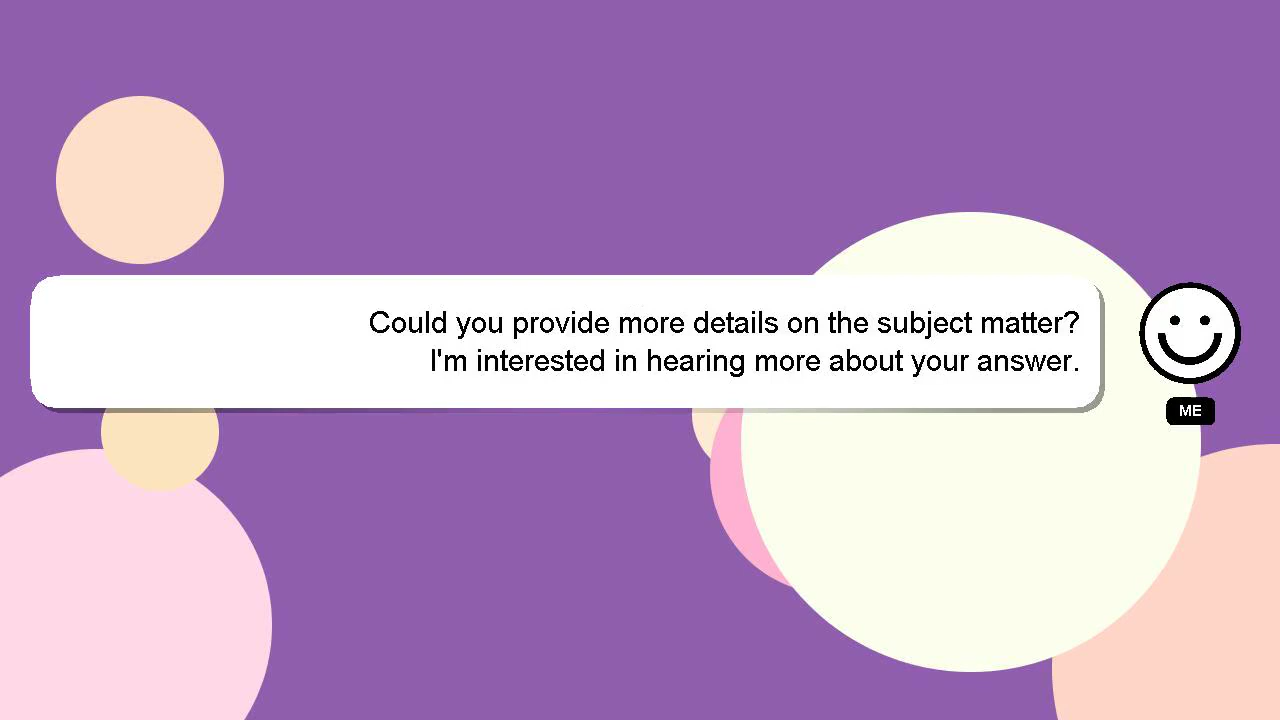 Could you provide more details on the subject matter?
I'm interested in hearing more about your answer.
ME